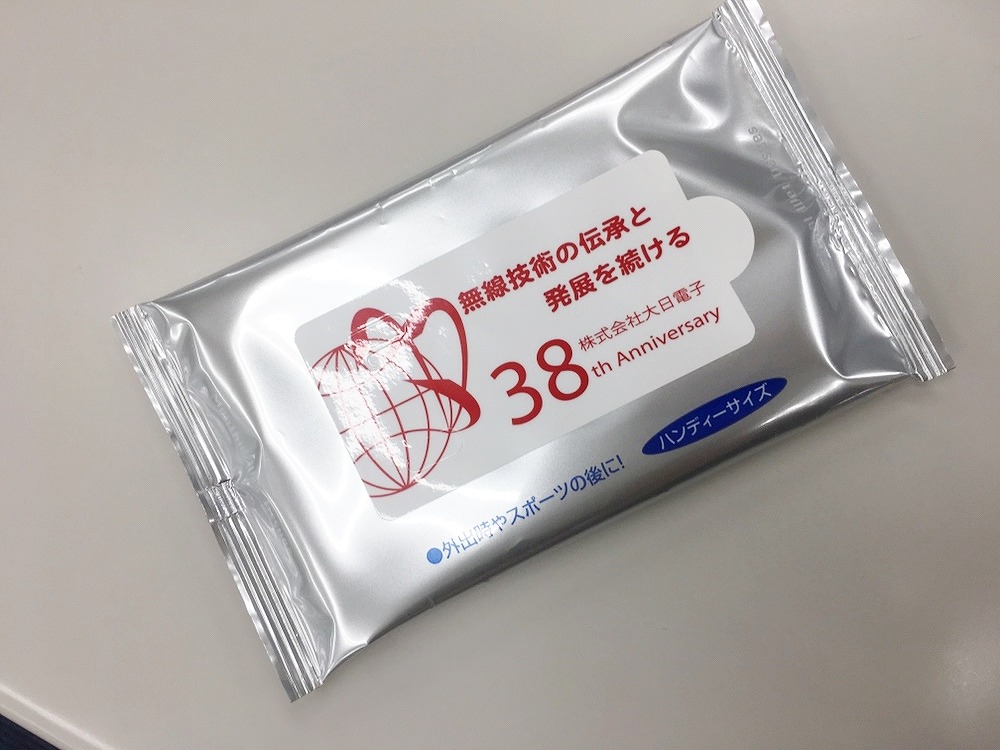 無線技術の伝承と
発展を続ける
株式会社大日電子
38th Anniversary
ハンディーサイズ
●外出時やスポーツの後に!